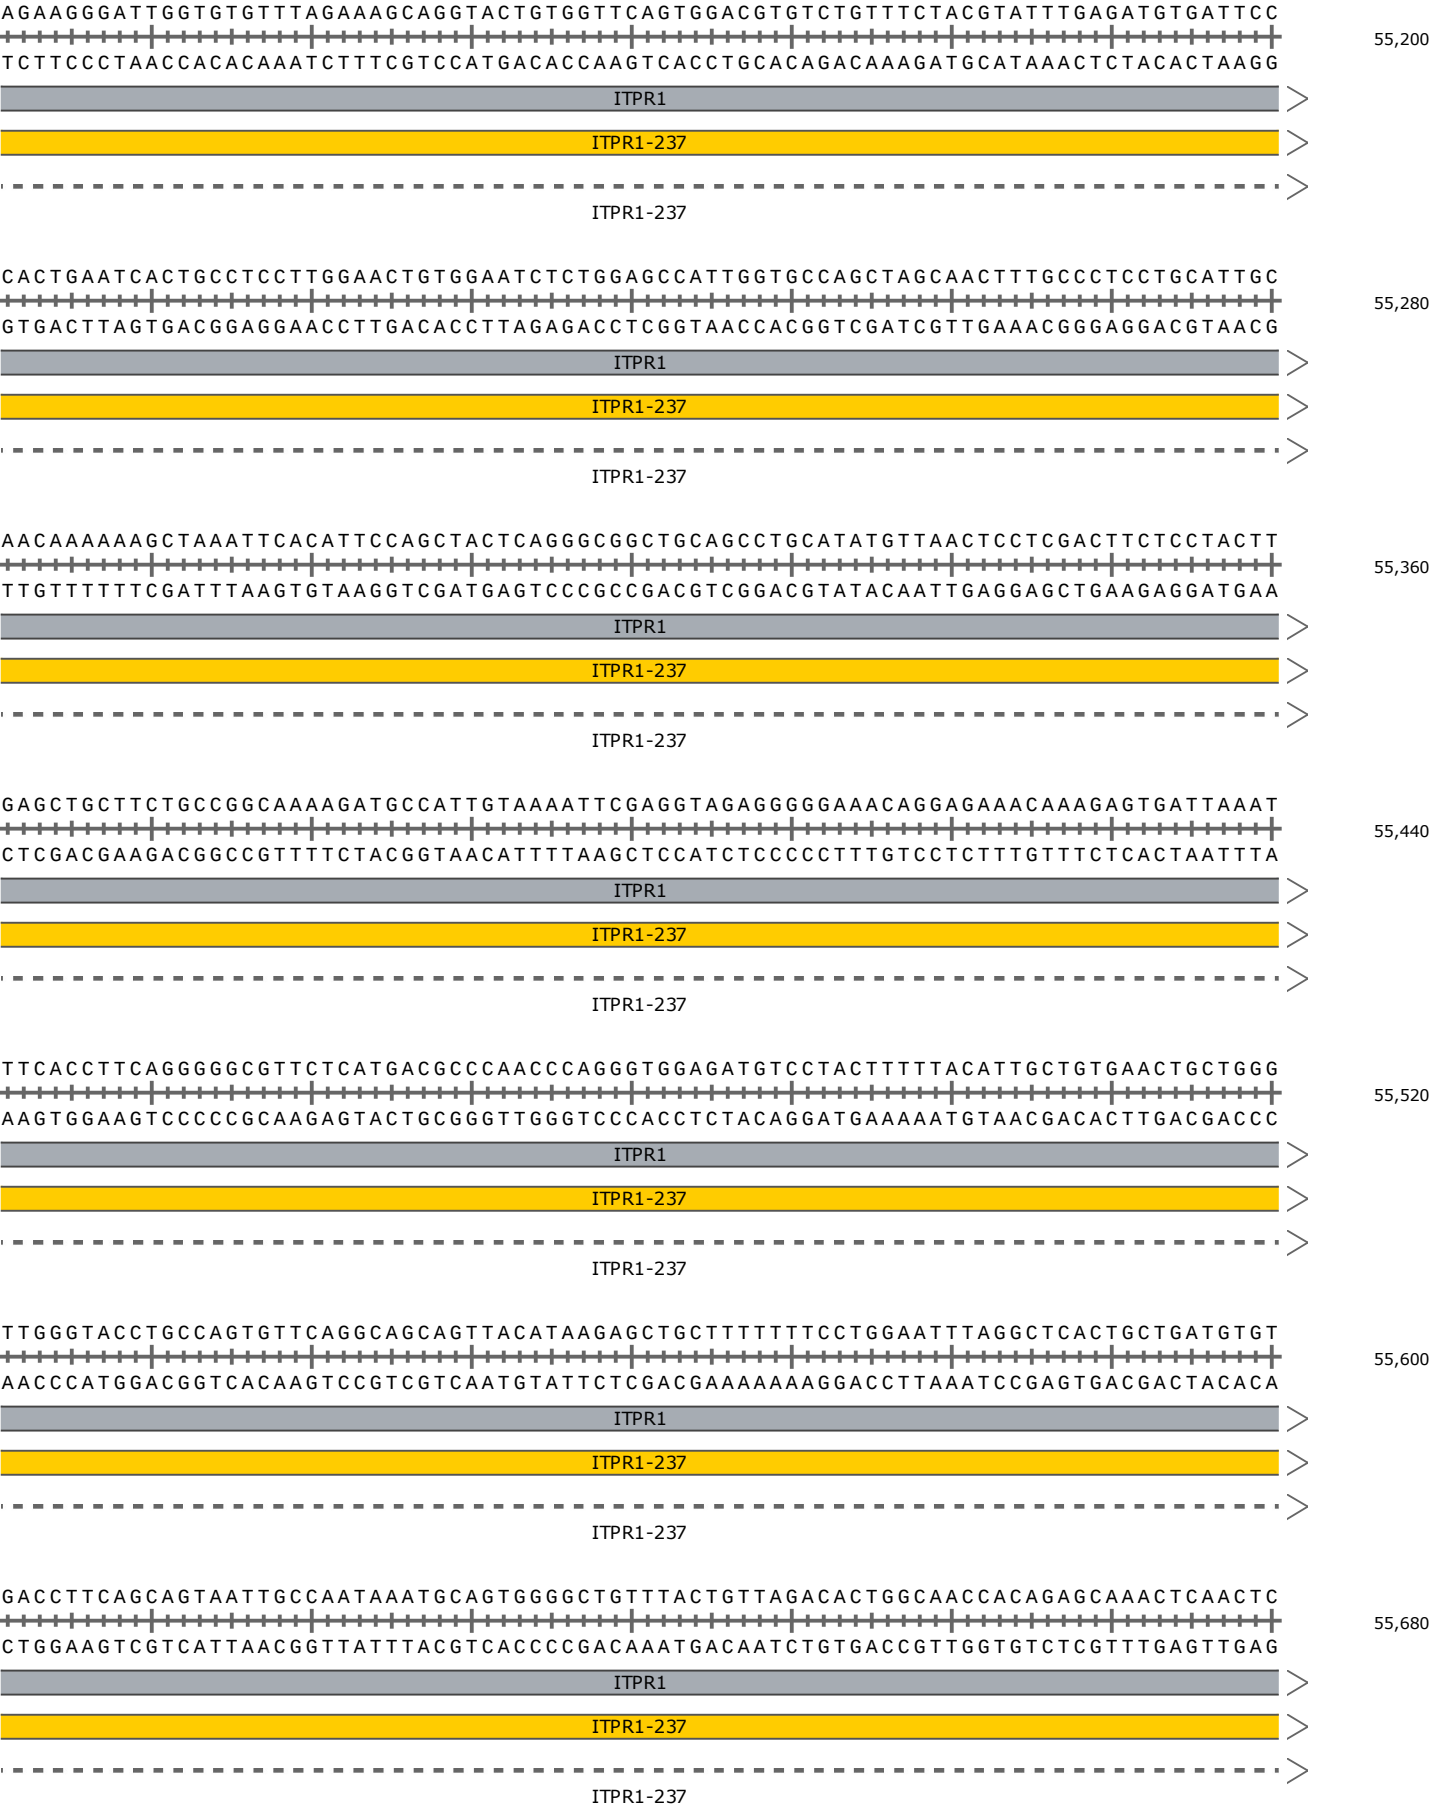 AGAAGGGATTGGTGTGTTTAGAAAGCAGGTACTGTGGTTCAGTGGACGTGTCTGTTTCTACGTATTTGAGATGTGATTCC
55,200
TCTTCCCTAACCACACAAATCTTTCGTCCATGACACCAAGTCACCTGCACAGACAAAGATGCATAAACTCTACACTAAGG
ITPR1
ITPR1-237
ITPR1-237
CACTGAATCACTGCCTCCTTGGAACTGTGGAATCTCTGGAGCCATTGGTGCCAGCTAGCAACTTTGCCCTCCTGCATTGC
55,280
GTGACTTAGTGACGGAGGAACCTTGACACCTTAGAGACCTCGGTAACCACGGTCGATCGTTGAAACGGGAGGACGTAACG
ITPR1
ITPR1-237
ITPR1-237
AACAAAAAAGCTAAATTCACATTCCAGCTACTCAGGGCGGCTGCAGCCTGCATATGTTAACTCCTCGACTTCTCCTACTT
55,360
TTGTTTTTTCGATTTAAGTGTAAGGTCGATGAGTCCCGCCGACGTCGGACGTATACAATTGAGGAGCTGAAGAGGATGAA
ITPR1
ITPR1-237
ITPR1-237
GAGCTGCTTCTGCCGGCAAAAGATGCCATTGTAAAATTCGAGGTAGAGGGGGAAACAGGAGAAACAAAGAGTGATTAAAT
55,440
CTCGACGAAGACGGCCGTTTTCTACGGTAACATTTTAAGCTCCATCTCCCCCTTTGTCCTCTTTGTTTCTCACTAATTTA
ITPR1
ITPR1-237
ITPR1-237
TTCACCTTCAGGGGGCGTTCTCATGACGCCCAACCCAGGGTGGAGATGTCCTACTTTTTACATTGCTGTGAACTGCTGGG
55,520
AAGTGGAAGTCCCCCGCAAGAGTACTGCGGGTTGGGTCCCACCTCTACAGGATGAAAAATGTAACGACACTTGACGACCC
ITPR1
ITPR1-237
ITPR1-237
TTGGGTACCTGCCAGTGTTCAGGCAGCAGTTACATAAGAGCTGCTTTTTTTCCTGGAATTTAGGCTCACTGCTGATGTGT
55,600
AACCCATGGACGGTCACAAGTCCGTCGTCAATGTATTCTCGACGAAAAAAAGGACCTTAAATCCGAGTGACGACTACACA
ITPR1
ITPR1-237
ITPR1-237
GACCTTCAGCAGTAATTGCCAATAAATGCAGTGGGGCTGTTTACTGTTAGACACTGGCAACCACAGAGCAAACTCAACTC
55,680
CTGGAAGTCGTCATTAACGGTTATTTACGTCACCCCGACAAATGACAATCTGTGACCGTTGGTGTCTCGTTTGAGTTGAG
ITPR1
ITPR1-237
ITPR1-237